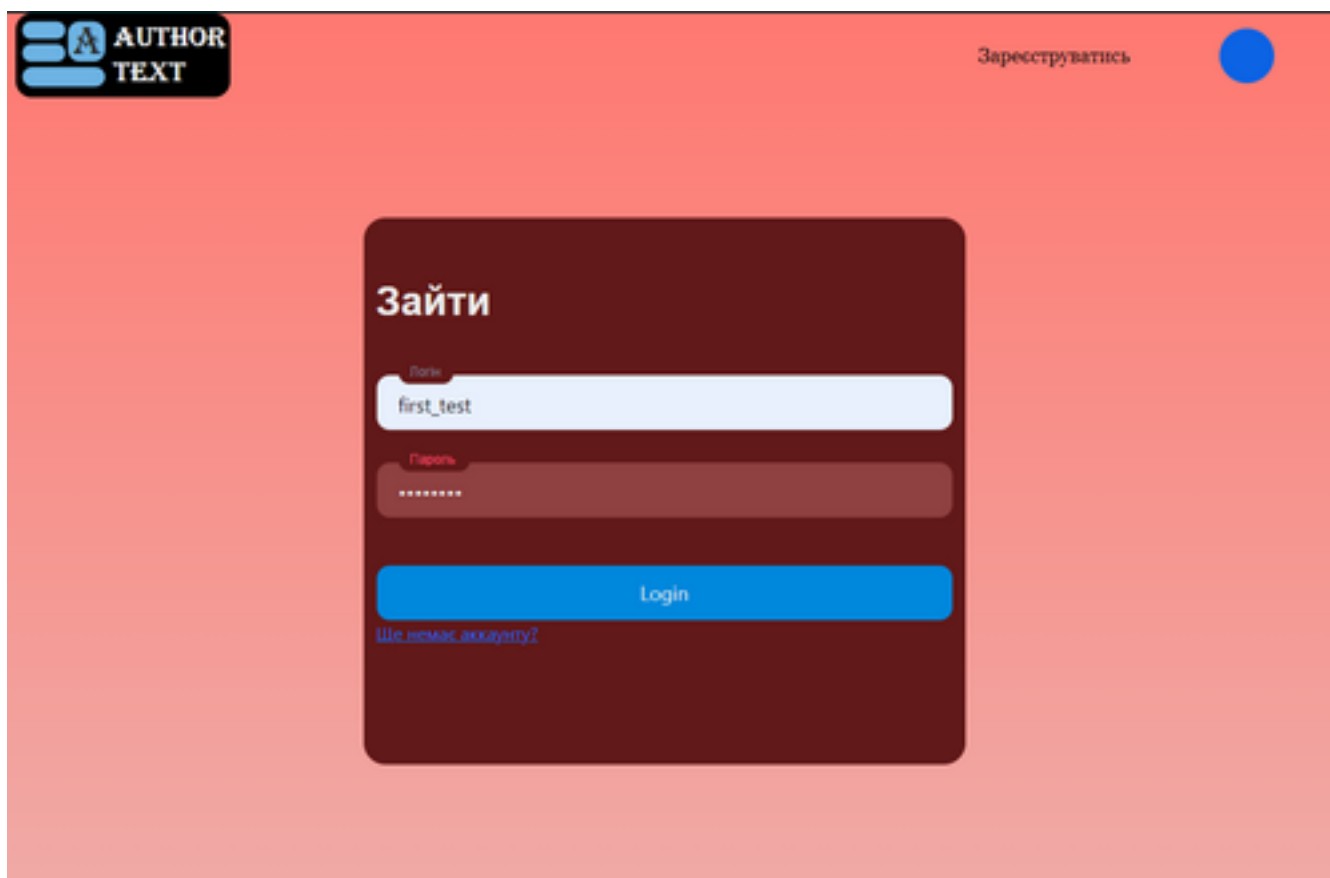 A AUTHOR
TEXT
Зареєструватись
Зайти
Логін
first_test
Пароль
••••••••
Login
Ще немає аккаунту?